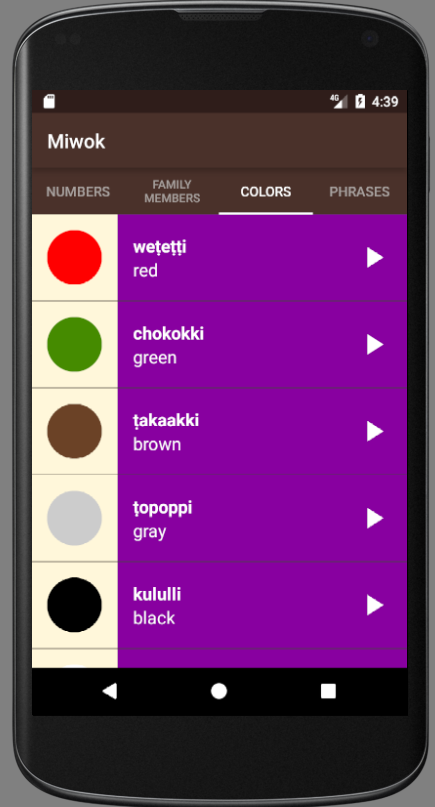 4G
4:39
Miwok
NUMBERS
FAMILY
MEMBERS
COLORS
PHRASES
weṭeṭṭi
red
chokokki
green
ṭakaakki
brown
ṭopoppi
gray
kululli
black